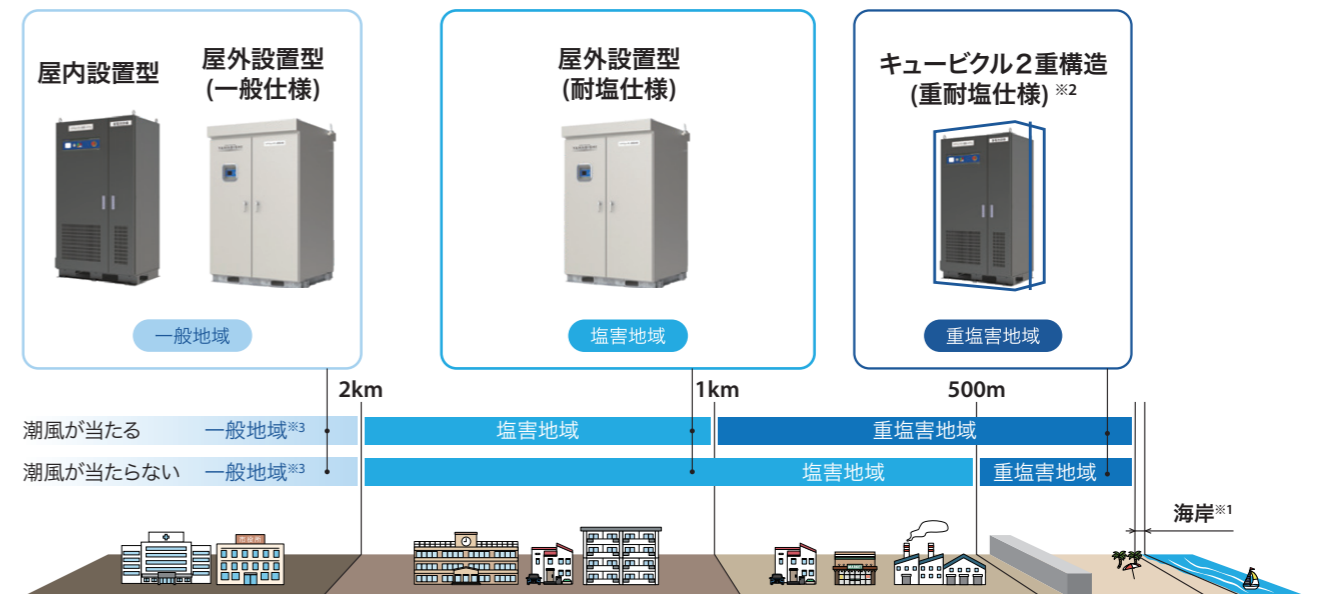 屋内設置型
屋外設置型
(一般仕様)
一般地域
屋外設置型
(耐塩仕様)
塩害地域
キュービクル２重構造
(重耐塩仕様) ※2
重塩害地域
2km
1km
500m
潮風が当たる 一般地域※3 塩害地域 重塩害地域
潮風が当たらない 一般地域※3 塩害地域 重塩害地域
海岸※1